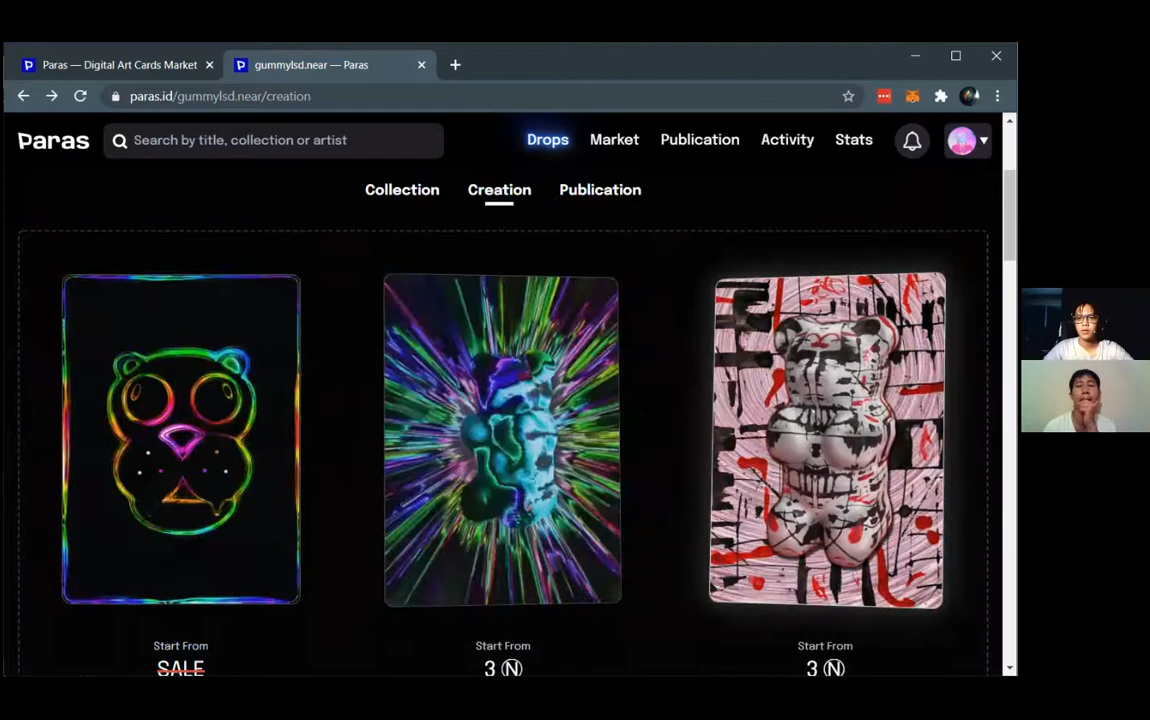 Paras — Digital Art Cards Market
gummylsd.near — Paras
paras.id/gummylsd.near/creation
Paras
Search by title, collection or artist
Drops
Market
Publication
Activity
Stats
Collection
Creation
Publication
Start From
SALE
Start From
3 Ⓝ
Start From
3 Ⓝ